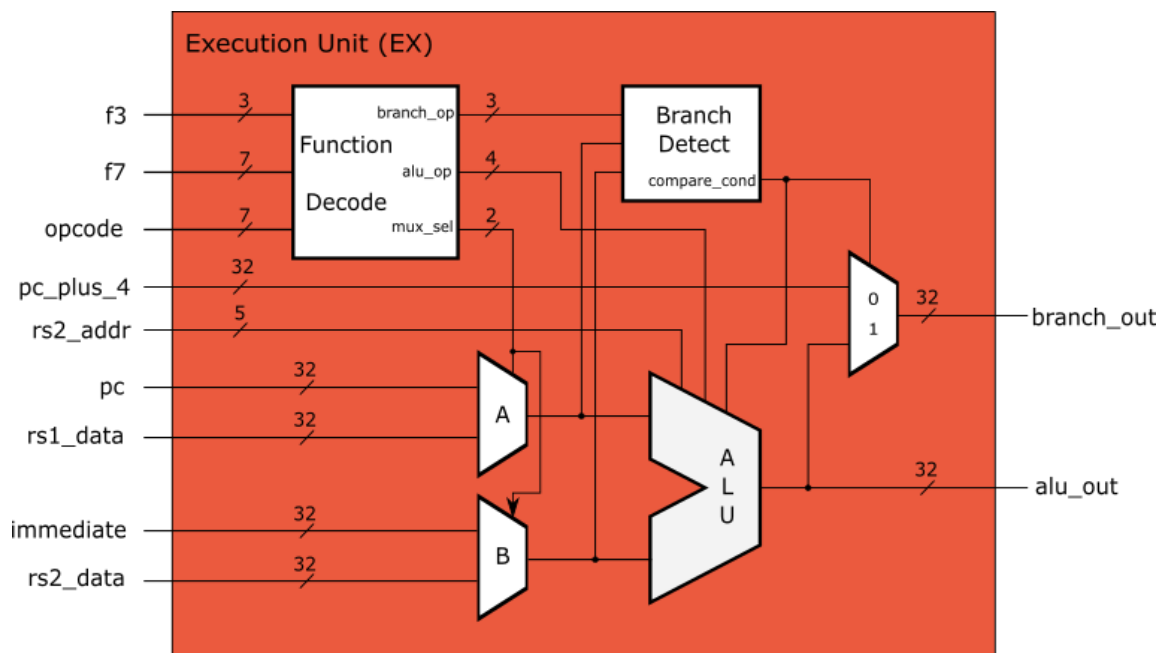 Execution Unit (EX)
f3
3
branch_op
3
Branch
Detect
Function
f7
7
alu_op
4
compare_cond
Decode
opcode
7
mux_sel
2
pc_plus_4
32
0
1
32
branch_out
rs2_addr
5
pc
32
A
rs1_data
32
A
L
U
32
alu_out
immediate
32
B
rs2_data
32